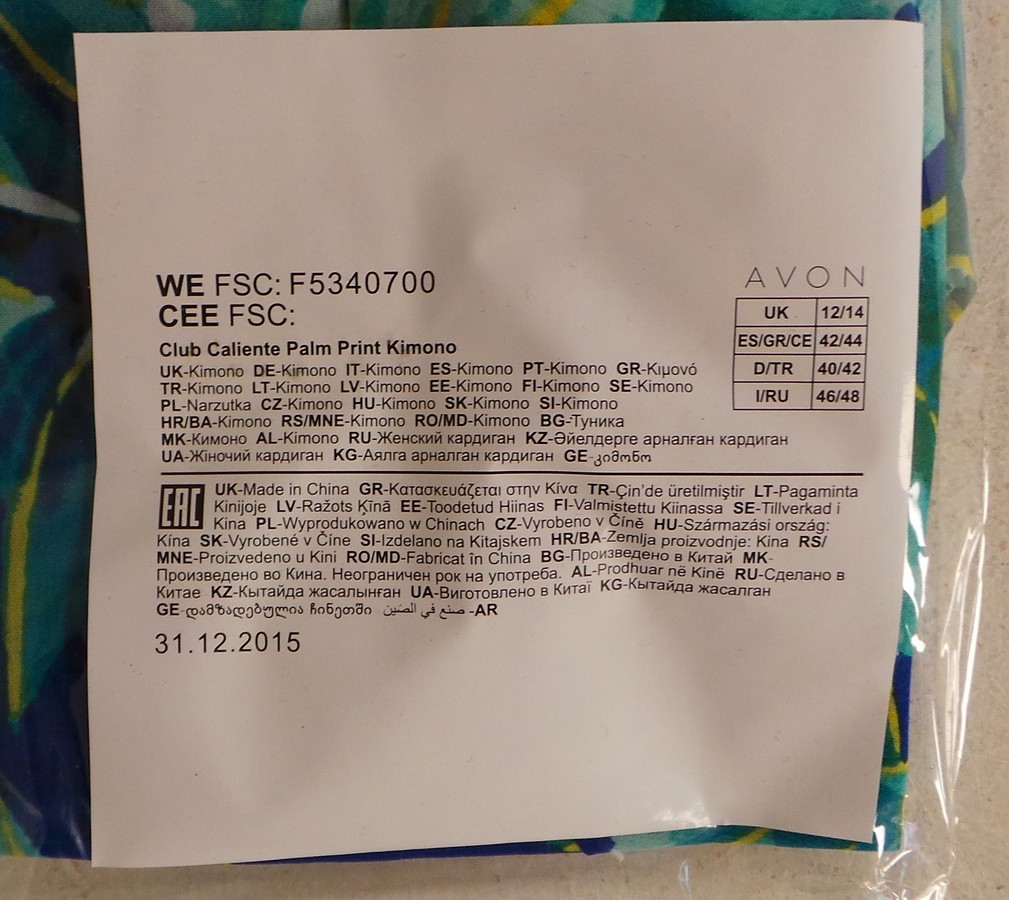 WE FSC: F5340700
CEE FSC:
AVON
UK 12/14
ES/GR/CE 42/44
D/TR 40/42
I/RU 46/48
Club Caliente Palm Print Kimono
UK-Kimono DE-Kimono IT-Kimono ES-Kimono PT-Kimono GR-Κιμονό
TR-Kimono LT-Kimono LV-Kimono EE-Kimono FI-Kimono SE-Kimono
PL-Narzutka CZ-Kimono HU-Kimono SK-Kimono SI-Kimono
HR/BA-Kimono RS/MNE-Kimono RO/MD-Kimono BG-Туника
MK-Кимоно AL-Kimono RU-Женский кардиган KZ-Әйелдерге арналған кардиган
UA-Жіночий кардиган KG-Аялга арналган кардиган GE-კიმონო
EAC
UK-Made in China GR-Κατασκευάζεται στην Κίνα TR-Çin'de üretilmiştir LT-Pagaminta
Kinijoje LV-Ražots Ķīnā EE-Toodetud Hiinas FI-Valmistettu Kiinassa SE-Tillverkad i
Kina PL-Wyprodukowano w Chinach CZ-Vyrobeno v Číně HU-Származási ország:
Kína SK-Vyrobené v Číne SI-Izdelano na Kitajskem HR/BA-Zemlja proizvodnje: Kina RS/
MNE-Proizvedeno u Kini RO/MD-Fabricat în China BG-Произведено в Китай MK-
Произведено во Кина. Неограничен рок на употреба. AL-Prodhuar në Kinë RU-Сделано в
Китае KZ-Кытайда жасалынған UA-Виготовлено в Китаї KG-Кытайда жасалган
GE-დამზადებულია ჩინეთში صنع في الصين -AR
31.12.2015